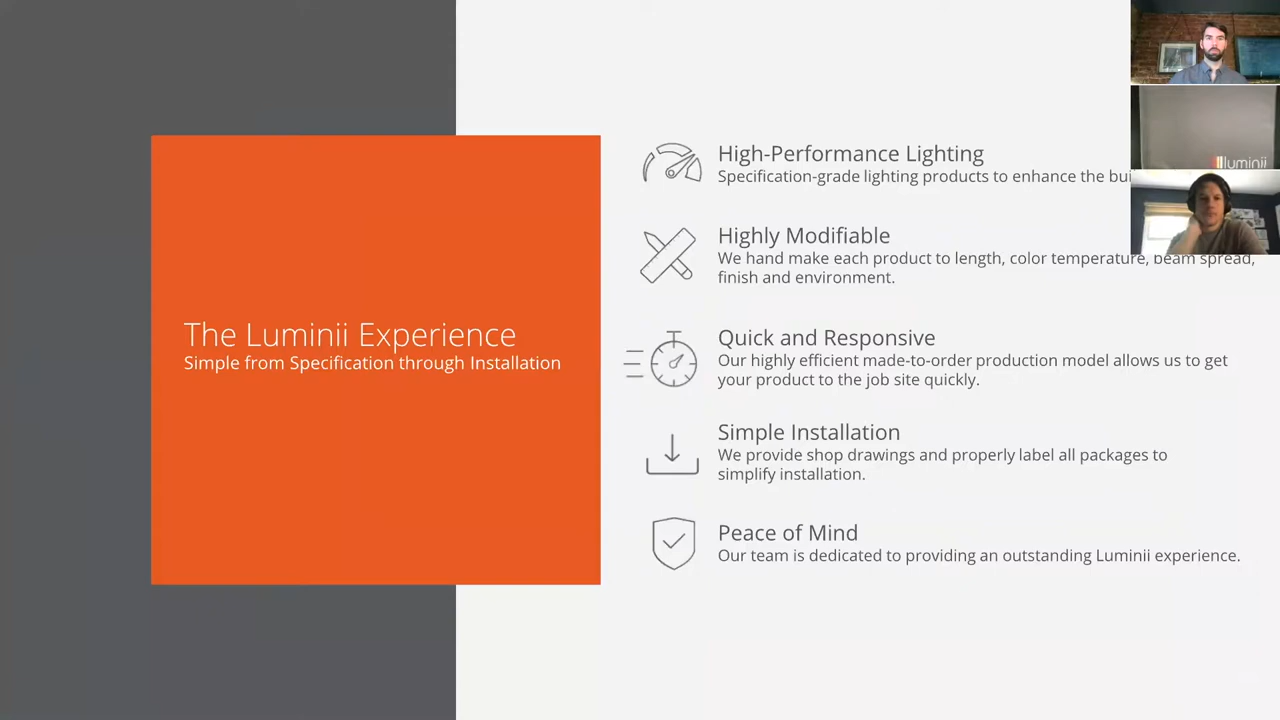 The Luminii Experience
Simple from Specification through Installation
High-Performance Lighting
Specification-grade lighting products to enhance the
Highly Modifiable
We hand make each product to length, color temperature, beam spread,
finish and environment.
Quick and Responsive
Our highly efficient made-to-order production model allows us to get
your product to the job site quickly.
Simple Installation
We provide shop drawings and properly label all packages to
simplify installation.
Peace of Mind
Our team is dedicated to providing an outstanding Luminii experience.
luminii